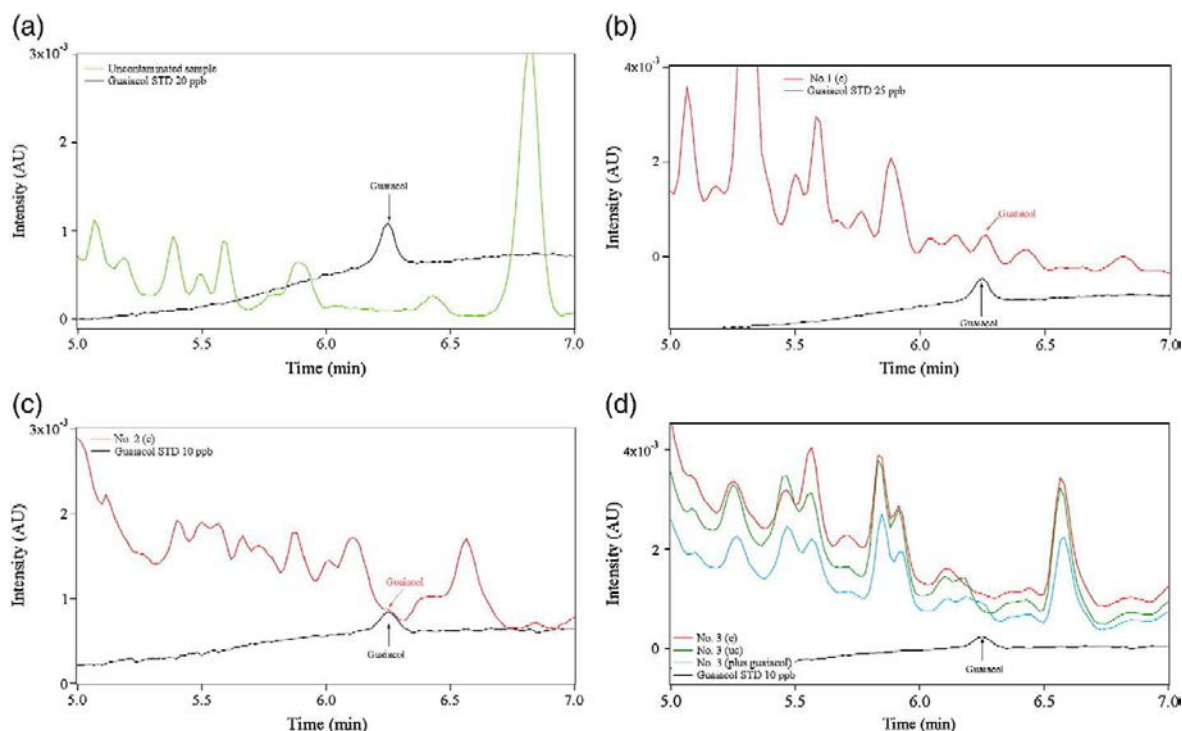 (a)
3x10⁻³
2
1
0
Intensity (AU)
Uncontaminated sample
Guaiacol STD 20 ppb
Guaiacol
5.0 5.5 6.0 6.5 7.0
Time (min)
(b)
4x10⁻³
2
0
Intensity (AU)
No.1 (c)
Guaiacol STD 25 ppb
Guaiacol
Guaiacol
5.0 5.5 6.0 6.5 7.0
Time (min)
(c)
3x10⁻³
2
1
0
Intensity (AU)
No. 2 (c)
Guaiacol STD 10 ppb
Guaiacol
Guaiacol
5.0 5.5 6.0 6.5 7.0
Time (min)
(d)
4x10⁻³
2
0
Intensity (AU)
No. 3 (c)
No. 3 (uc)
No. 3 (plus guaiacol)
Guaiacol STD 10 ppb
Guaiacol
5.0 5.5 6.0 6.5 7.0
Time (min)